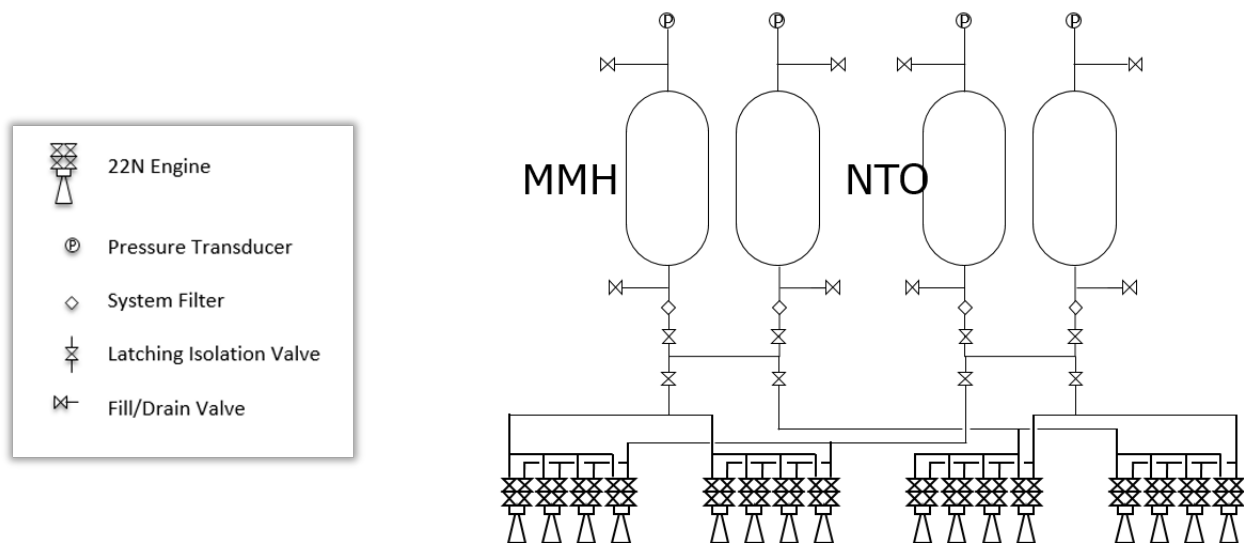 P P P P
22N Engine
MMH NTO
P Pressure Transducer
System Filter
Latching Isolation Valve
Fill/Drain Valve